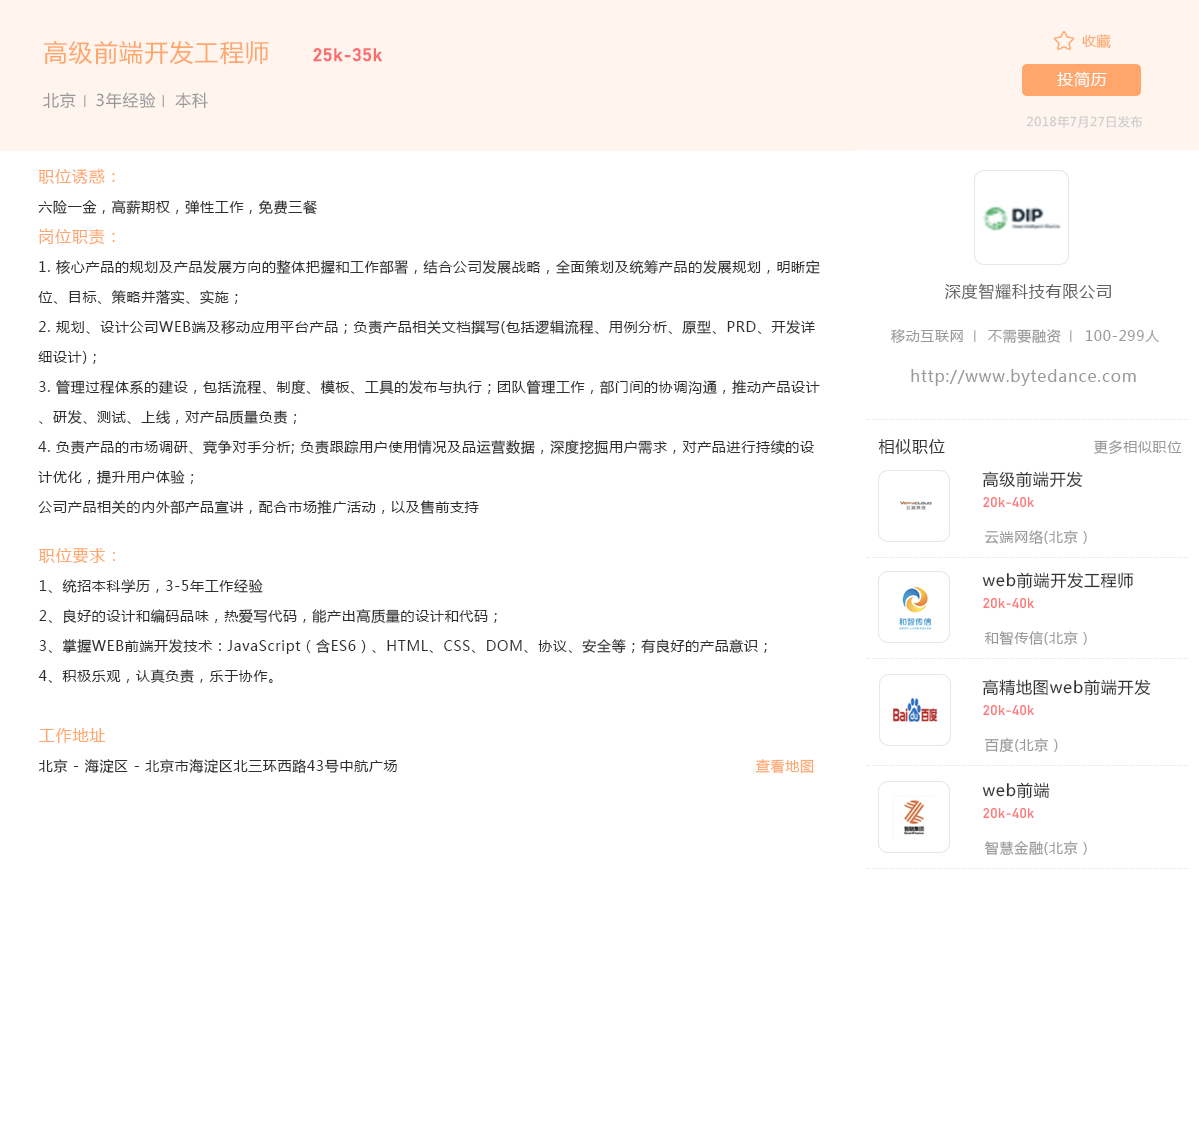 高级前端开发工程师 25k-35k
北京 | 3年经验 | 本科
收藏
投简历
2018年7月27日发布
职位诱惑：
六险一金，高薪期权，弹性工作，免费三餐
岗位职责：
1. 核心产品的规划及产品发展方向的整体把握和工作部署，结合公司发展战略，全面策划及统筹产品的发展规划，明晰定
位、目标、策略并落实、实施；
2. 规划、设计公司WEB端及移动应用平台产品；负责产品相关文档撰写(包括逻辑流程、用例分析、原型、PRD、开发详
细设计)；
3. 管理过程体系的建设，包括流程、制度、模板、工具的发布与执行；团队管理工作，部门间的协调沟通，推动产品设计
、研发、测试、上线，对产品质量负责；
4. 负责产品的市场调研、竞争对手分析; 负责跟踪用户使用情况及品运营数据，深度挖掘用户需求，对产品进行持续的设
计优化，提升用户体验；
公司产品相关的内外部产品宣讲，配合市场推广活动，以及售前支持
职位要求：
1、统招本科学历，3-5年工作经验
2、良好的设计和编码品味，热爱写代码，能产出高质量的设计和代码；
3、掌握WEB前端开发技术：JavaScript（含ES6）、HTML、CSS、DOM、协议、安全等；有良好的产品意识；
4、积极乐观，认真负责，乐于协作。
工作地址
北京 - 海淀区 - 北京市海淀区北三环西路43号中航广场
查看地图
DIP
深度智耀科技有限公司
移动互联网 | 不需要融资 | 100-299人
http://www.bytedance.com
相似职位
更多相似职位
高级前端开发
20k-40k
云端网络(北京）
web前端开发工程师
20k-40k
和智传信
和智传信(北京）
高精地图web前端开发
20k-40k
Bai百度
百度(北京）
web前端
20k-40k
智慧金融(北京）